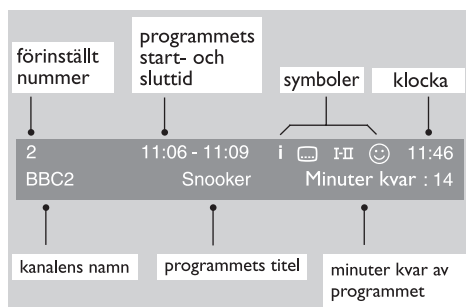 förinställt
nummer
programmets
start- och
sluttid
symboler
klocka
2 11:06 - 11:09 i I-II 11:46
BBC2 Snooker Minuter kvar : 14
kanalens namn
programmets titel
minuter kvar av
programmet